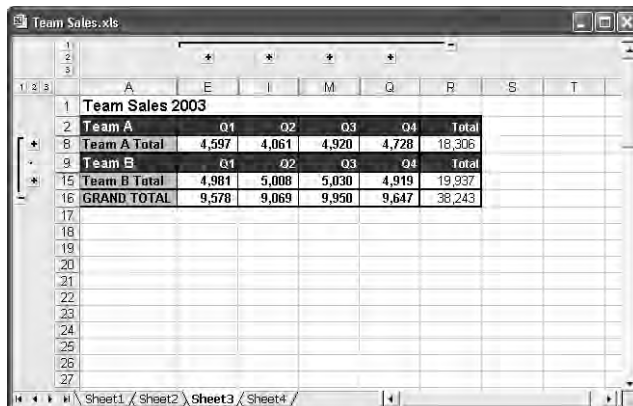 Team Sales.xls
1
2
3
1 2 3 A E I M Q R S T
1 Team Sales 2003
2 Team A Q1 Q2 Q3 Q4 Total
8 Team A Total 4,597 4,061 4,920 4,728 18,306
9 Team B Q1 Q2 Q3 Q4 Total
15 Team B Total 4,981 5,008 5,030 4,919 19,937
16 GRAND TOTAL 9,578 9,069 9,950 9,647 38,243
17
18
19
20
21
22
23
24
25
26
27
Sheet1 / Sheet2 \ Sheet3 / Sheet4 /